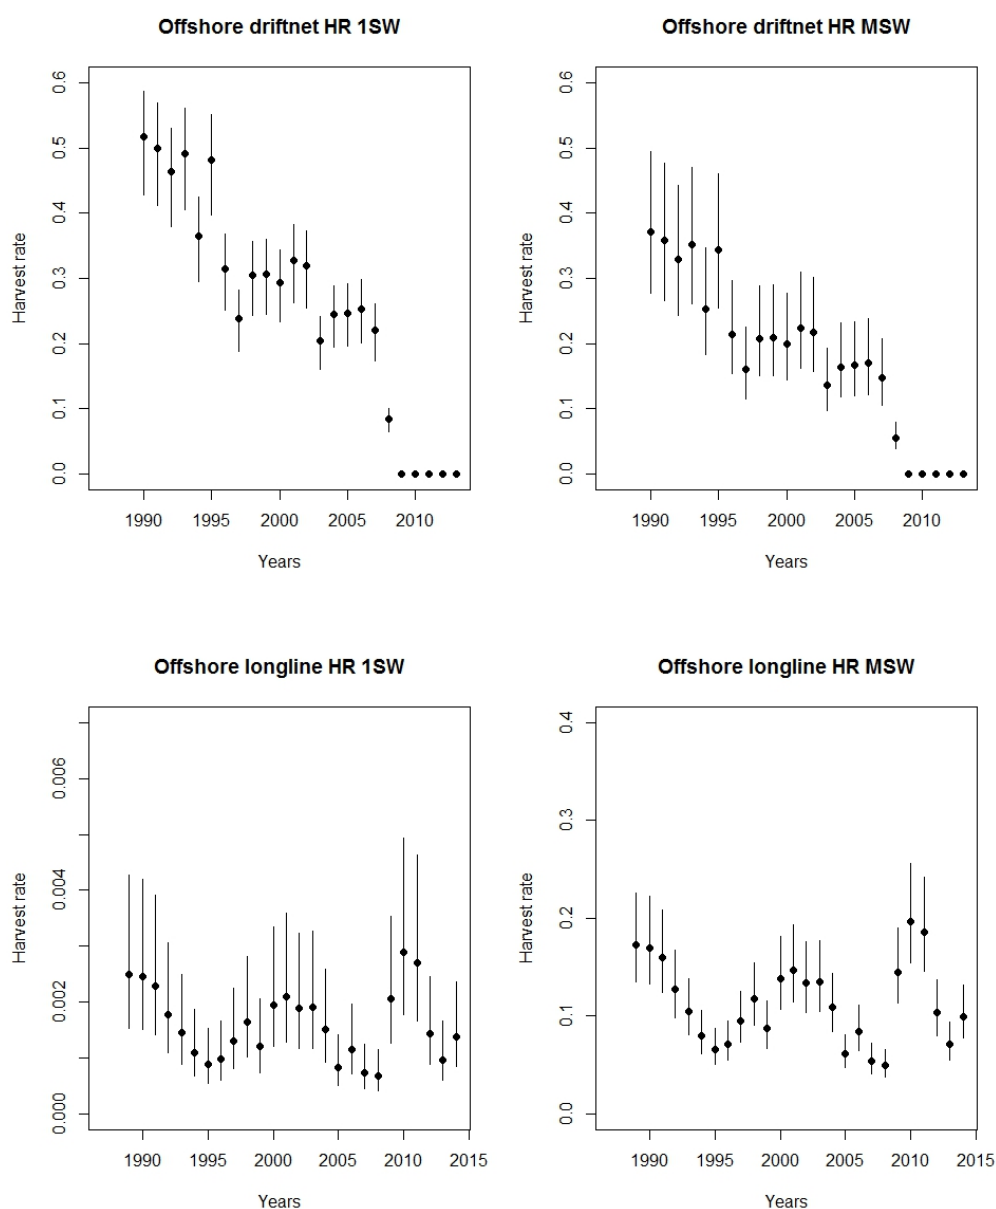 Offshore driftnet HR 1SW
Harvest rate
0.6
0.5
0.4
0.3
0.2
0.1
0.0
1990 1995 2000 2005 2010
Years
Offshore driftnet HR MSW
Harvest rate
0.6
0.5
0.4
0.3
0.2
0.1
0.0
1990 1995 2000 2005 2010
Years
Offshore longline HR 1SW
Harvest rate
0.006
0.004
0.002
0.000
1990 1995 2000 2005 2010 2015
Years
Offshore longline HR MSW
Harvest rate
0.4
0.3
0.2
0.1
0.0
1990 1995 2000 2005 2010 2015
Years